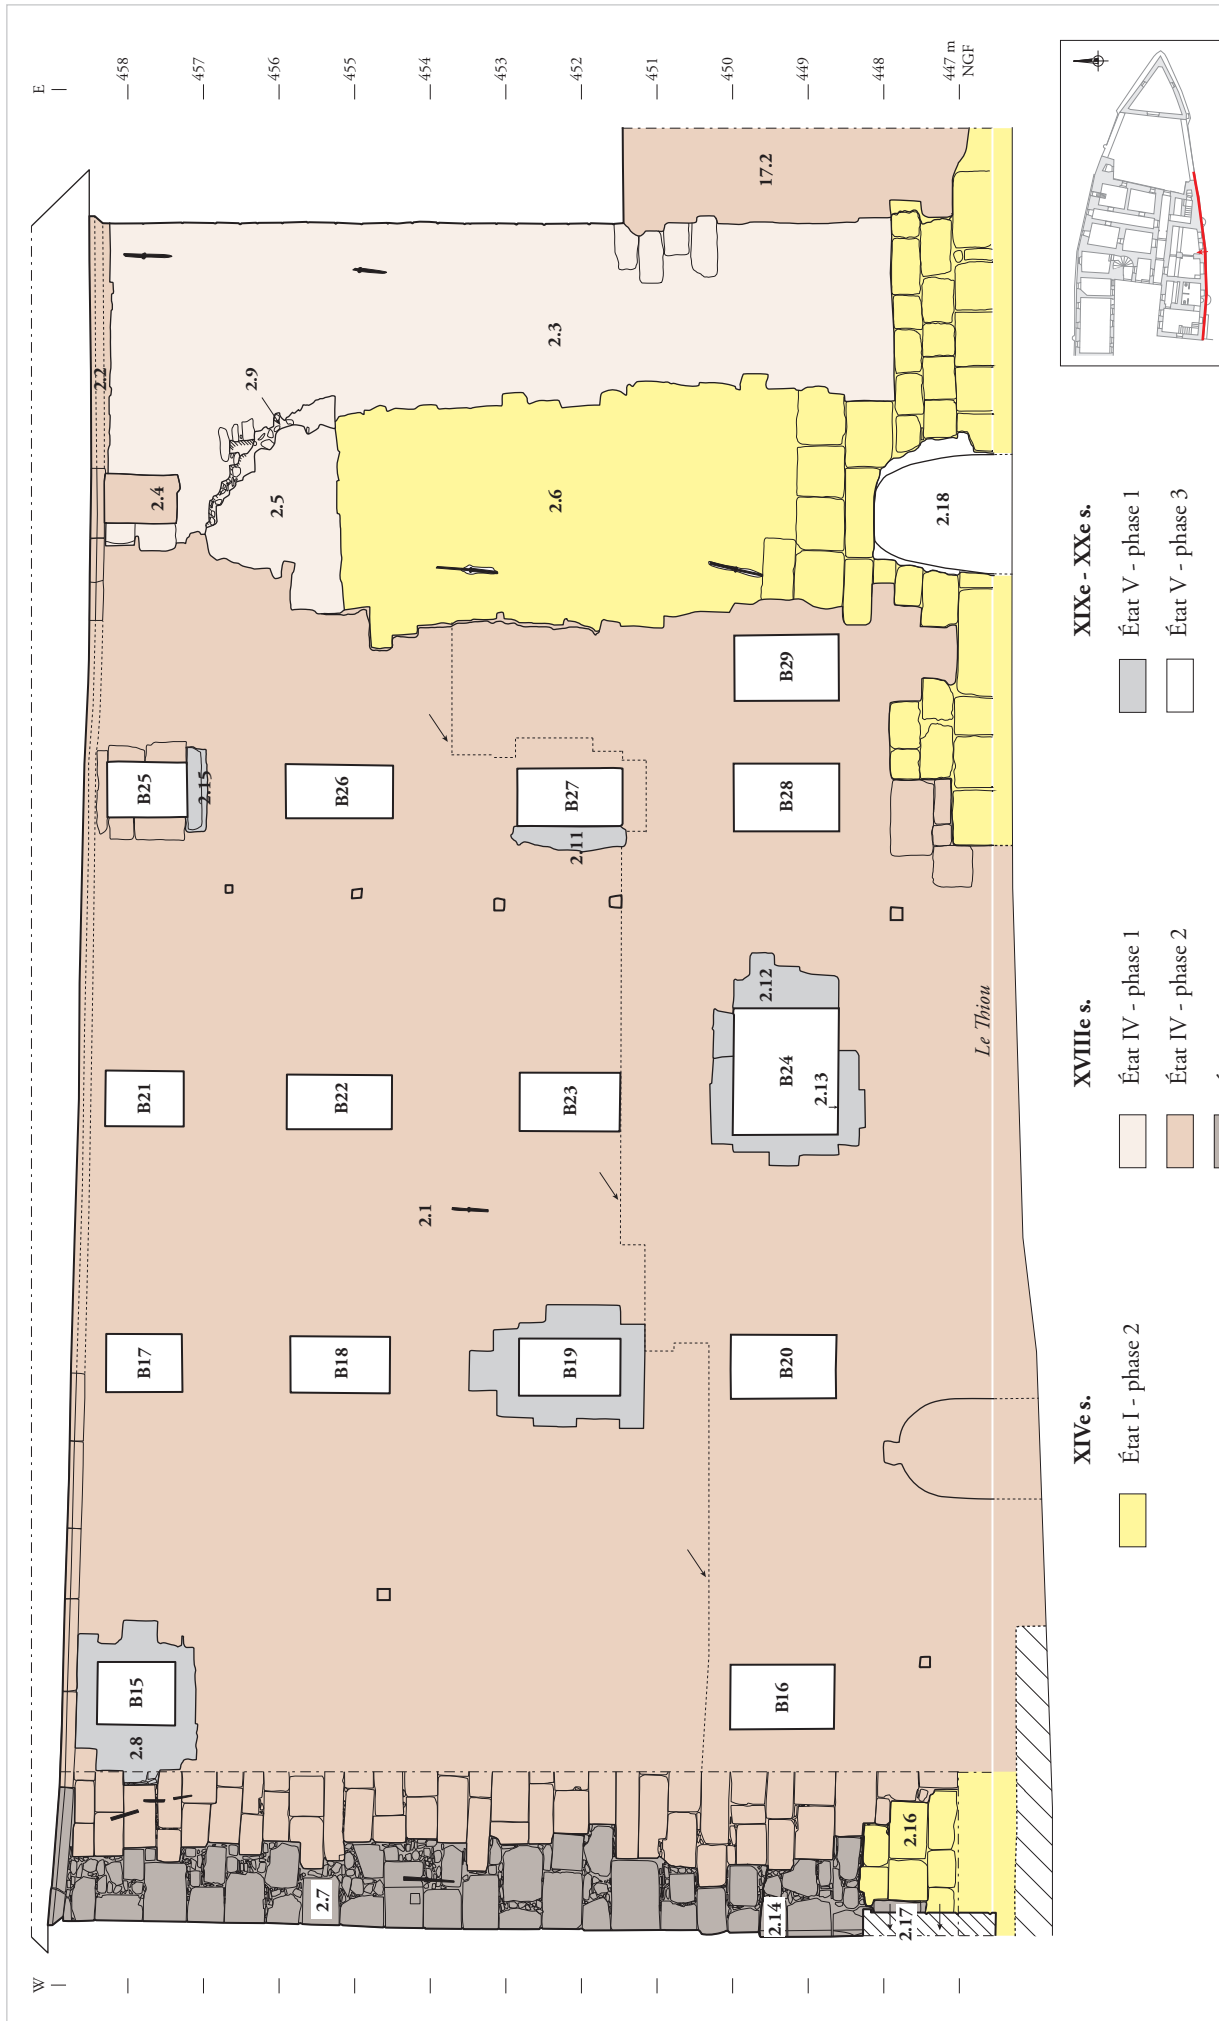 W
E
458
457
456
455
454
453
452
451
450
449
448
447 m
NGF
2.2
2.4
2.9
2.5
2.3
2.6
17.2
2.18
B25
2.15
B26
B27
2.11
B28
B29
B21
B22
B23
B24
2.12
2.13
2.1
B17
B18
B19
B20
B15
2.8
B16
2.7
2.14
2.16
2.17
Le Thiou
XIVe s.
État I - phase 2
XVIIIe s.
État IV - phase 1
État IV - phase 2
XIXe - XXe s.
État V - phase 1
État V - phase 3